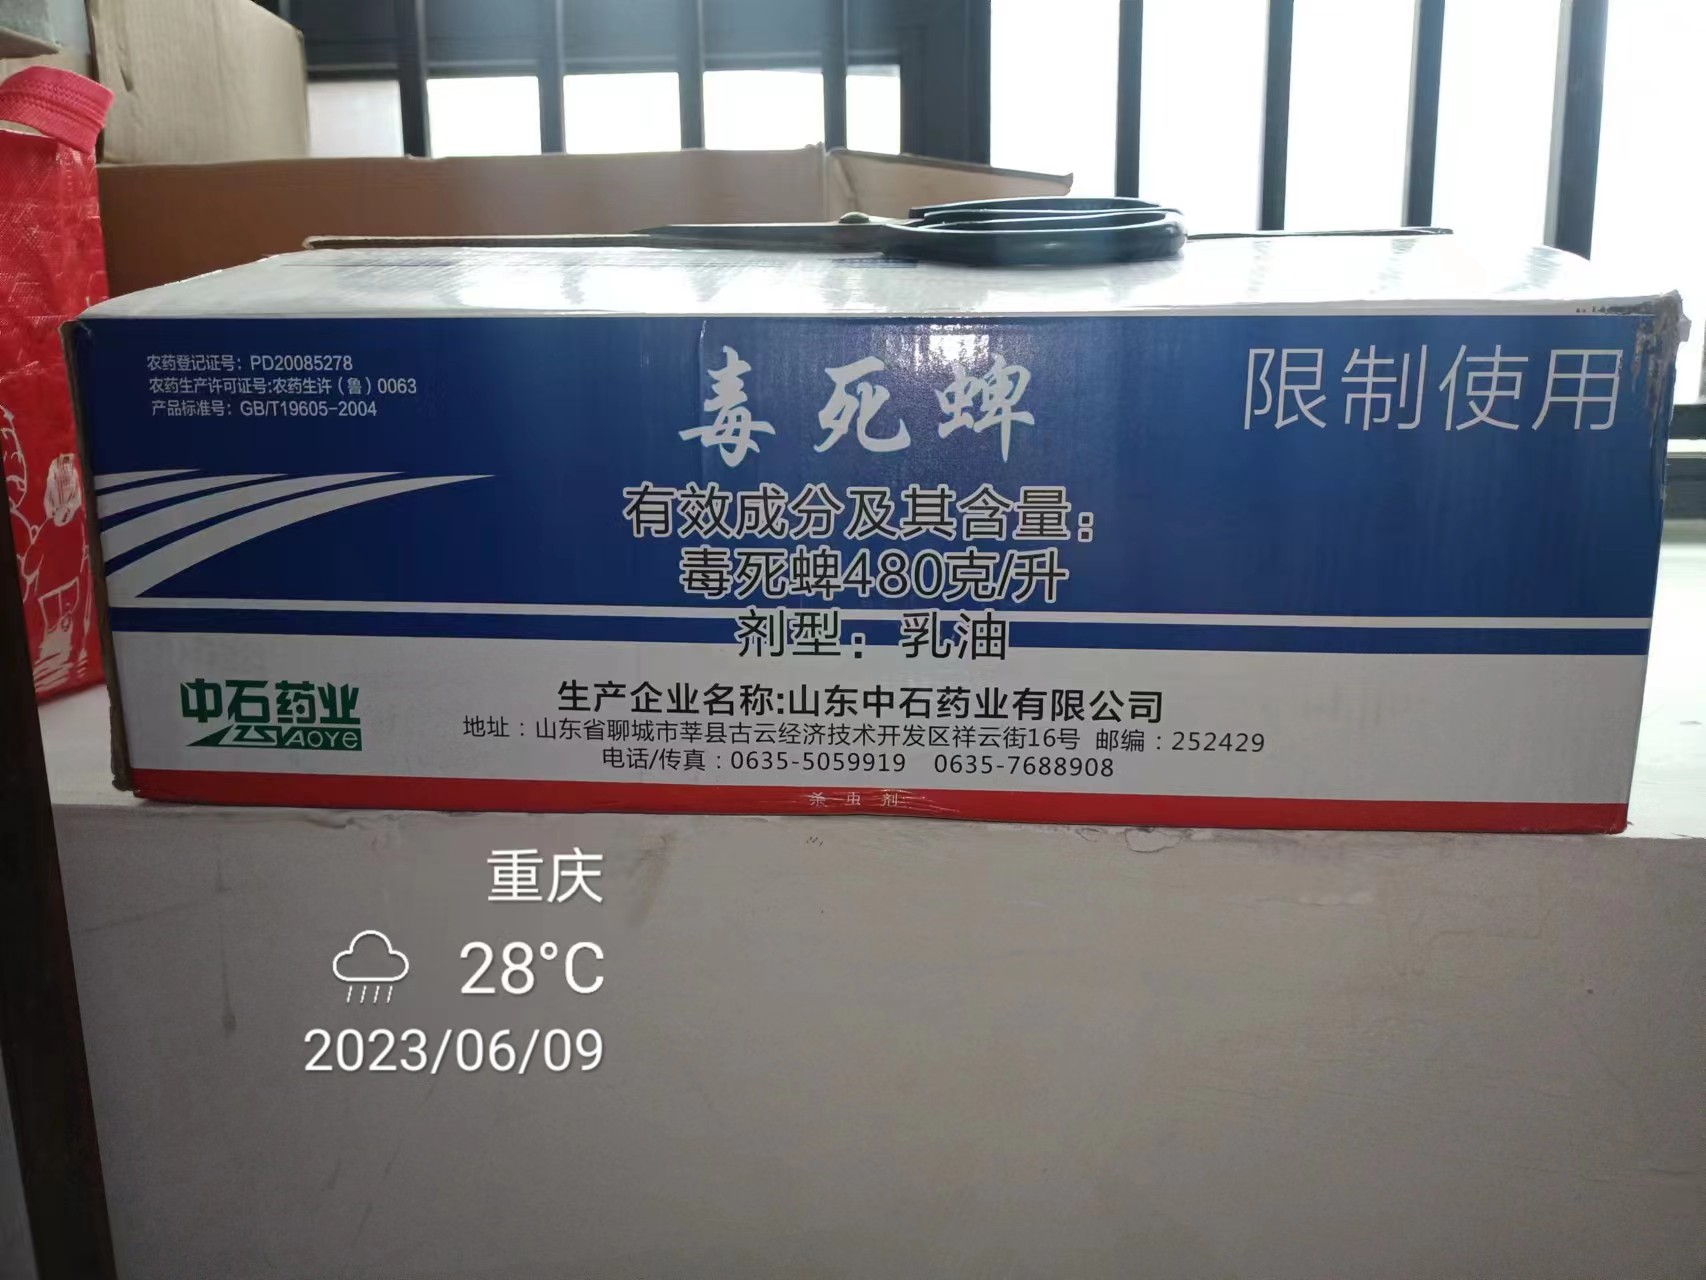 农药登记证号：PD20085278
农药生产许可证号:农药生许（鲁）0063
产品标准号：GB/T19605-2004
毒死蜱
限制使用
有效成分及其含量：
毒死蜱480克/升
剂型：乳油
中石药业
YAOYE
生产企业名称:山东中石药业有限公司
地址：山东省聊城市莘县古云经济技术开发区祥云街16号 邮编：252429
电话/传真：0635-5059919 0635-7688908
杀虫剂
重庆
28°C
2023/06/09